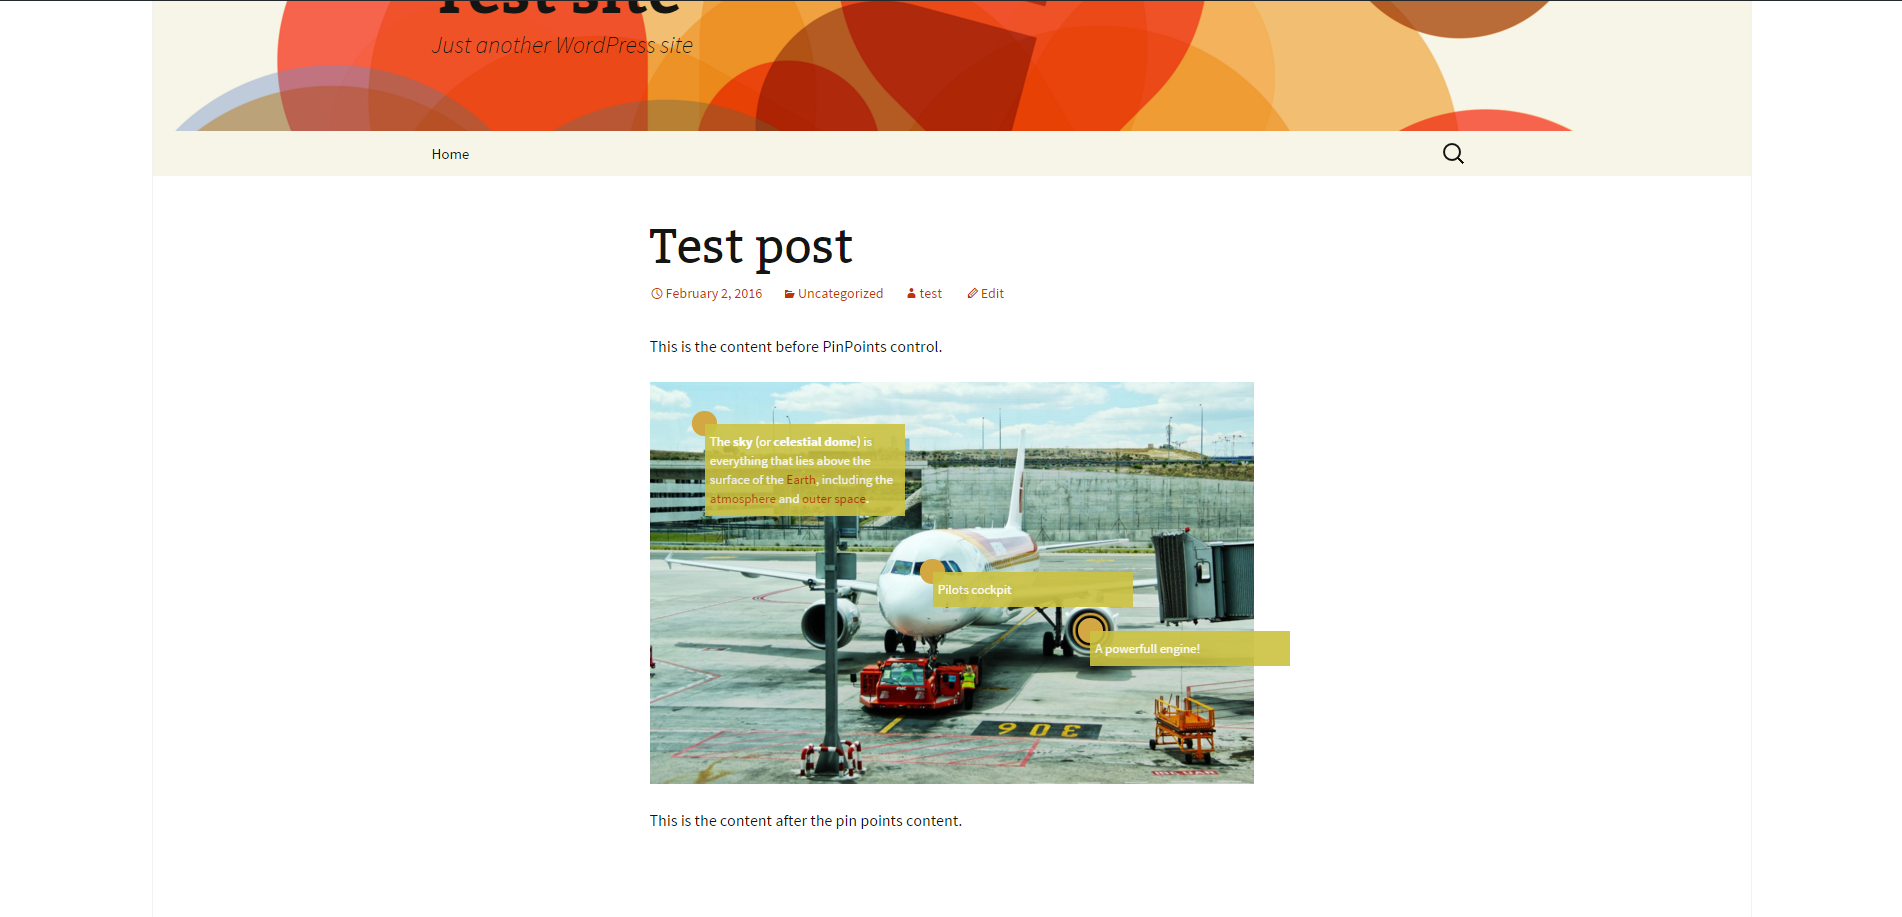 Test site
Just another WordPress site
Home
Test post
February 2, 2016 Uncategorized test Edit
This is the content before PinPoints control.
The sky (or celestial dome) is
everything that lies above the
surface of the Earth, including the
atmosphere and outer space.
Pilots cockpit
A powerfull engine!
This is the content after the pin points content.